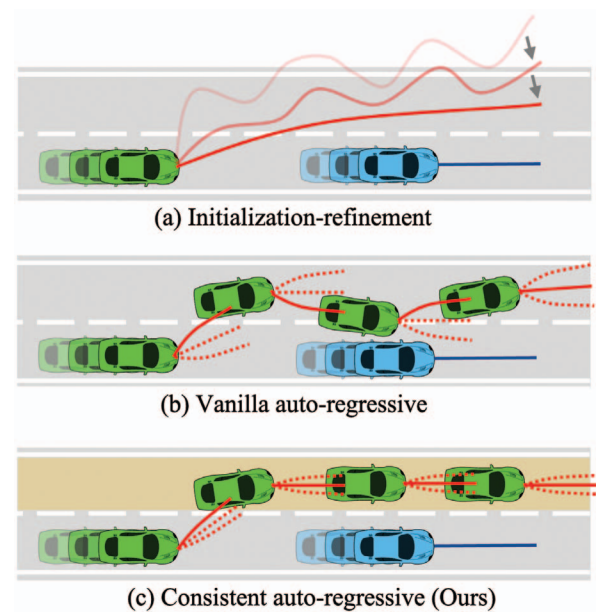 (a) Initialization-refinement
(b) Vanilla auto-regressive
(c) Consistent auto-regressive (Ours)